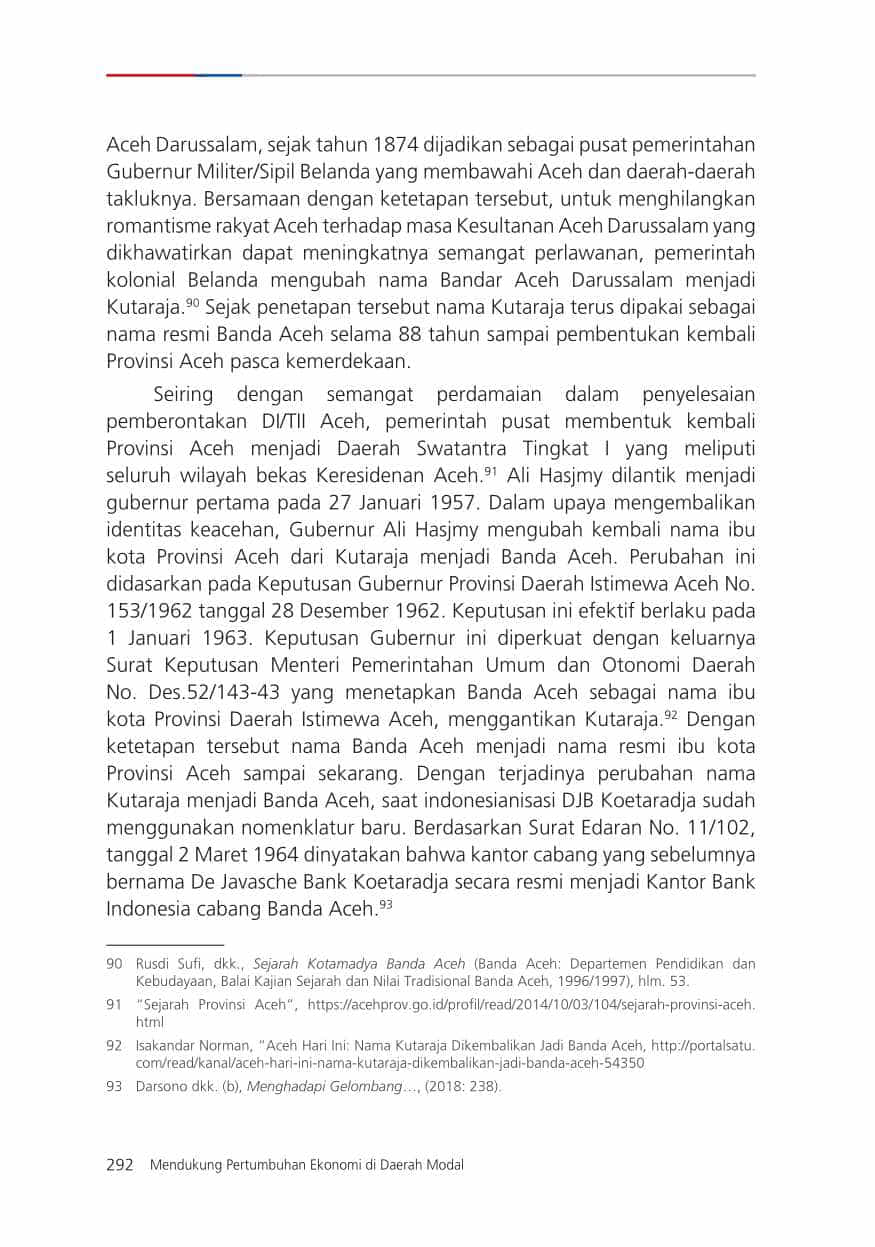 Aceh Darussalam, sejak tahun 1874 dijadikan sebagai pusat pemerintahan
Gubernur Militer/Sipil Belanda yang membawahi Aceh dan daerah-daerah
takluknya. Bersamaan dengan ketetapan tersebut, untuk menghilangkan
romantisme rakyat Aceh terhadap masa Kesultanan Aceh Darussalam yang
dikhawatirkan dapat meningkatnya semangat perlawanan, pemerintah
kolonial Belanda mengubah nama Bandar Aceh Darussalam menjadi
Kutaraja.⁹⁰ Sejak penetapan tersebut nama Kutaraja terus dipakai sebagai
nama resmi Banda Aceh selama 88 tahun sampai pembentukan kembali
Provinsi Aceh pasca kemerdekaan.
Seiring dengan semangat perdamaian dalam penyelesaian
pemberontakan DI/TII Aceh, pemerintah pusat membentuk kembali
Provinsi Aceh menjadi Daerah Swatantra Tingkat I yang meliputi
seluruh wilayah bekas Keresidenan Aceh.⁹¹ Ali Hasjmy dilantik menjadi
gubernur pertama pada 27 Januari 1957. Dalam upaya mengembalikan
identitas keacehan, Gubernur Ali Hasjmy mengubah kembali nama ibu
kota Provinsi Aceh dari Kutaraja menjadi Banda Aceh. Perubahan ini
didasarkan pada Keputusan Gubernur Provinsi Daerah Istimewa Aceh No.
153/1962 tanggal 28 Desember 1962. Keputusan ini efektif berlaku pada
1 Januari 1963. Keputusan Gubernur ini diperkuat dengan keluarnya
Surat Keputusan Menteri Pemerintahan Umum dan Otonomi Daerah
No. Des.52/143-43 yang menetapkan Banda Aceh sebagai nama ibu
kota Provinsi Daerah Istimewa Aceh, menggantikan Kutaraja.⁹² Dengan
ketetapan tersebut nama Banda Aceh menjadi nama resmi ibu kota
Provinsi Aceh sampai sekarang. Dengan terjadinya perubahan nama
Kutaraja menjadi Banda Aceh, saat indonesianisasi DJB Koetaradja sudah
menggunakan nomenklatur baru. Berdasarkan Surat Edaran No. 11/102,
tanggal 2 Maret 1964 dinyatakan bahwa kantor cabang yang sebelumnya
bernama De Javasche Bank Koetaradja secara resmi menjadi Kantor Bank
Indonesia cabang Banda Aceh.⁹³
90 Rusdi Sufi, dkk., Sejarah Kotamadya Banda Aceh (Banda Aceh: Departemen Pendidikan dan
Kebudayaan, Balai Kajian Sejarah dan Nilai Tradisional Banda Aceh, 1996/1997), hlm. 53.
91 "Sejarah Provinsi Aceh", https://acehprov.go.id/profil/read/2014/10/03/104/sejarah-provinsi-aceh.
html
92 Isakandar Norman, "Aceh Hari Ini: Nama Kutaraja Dikembalikan Jadi Banda Aceh, http://portalsatu.
com/read/kanal/aceh-hari-ini-nama-kutaraja-dikembalikan-jadi-banda-aceh-54350
93 Darsono dkk. (b), Menghadapi Gelombang…, (2018: 238).
292 Mendukung Pertumbuhan Ekonomi di Daerah Modal